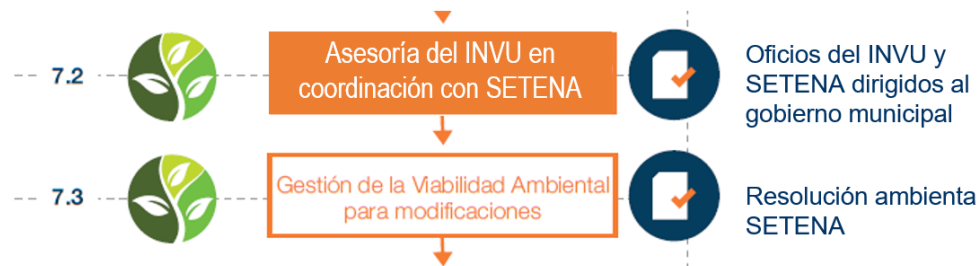 7.2
Asesoría del INVU en
coordinación con SETENA
Oficios del INVU y
SETENA dirigidos al
gobierno municipal
7.3
Gestión de la Viabilidad Ambiental
para modificaciones
Resolución ambienta
SETENA